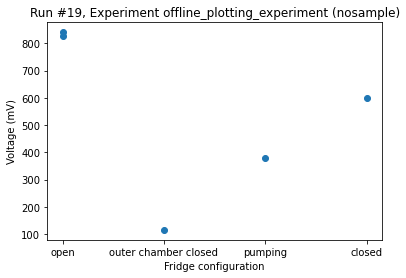 Run #19, Experiment offline_plotting_experiment (nosample)
800
700
600
500
400
300
200
100
Voltage (mV)
open outer chamber closed pumping closed
Fridge configuration